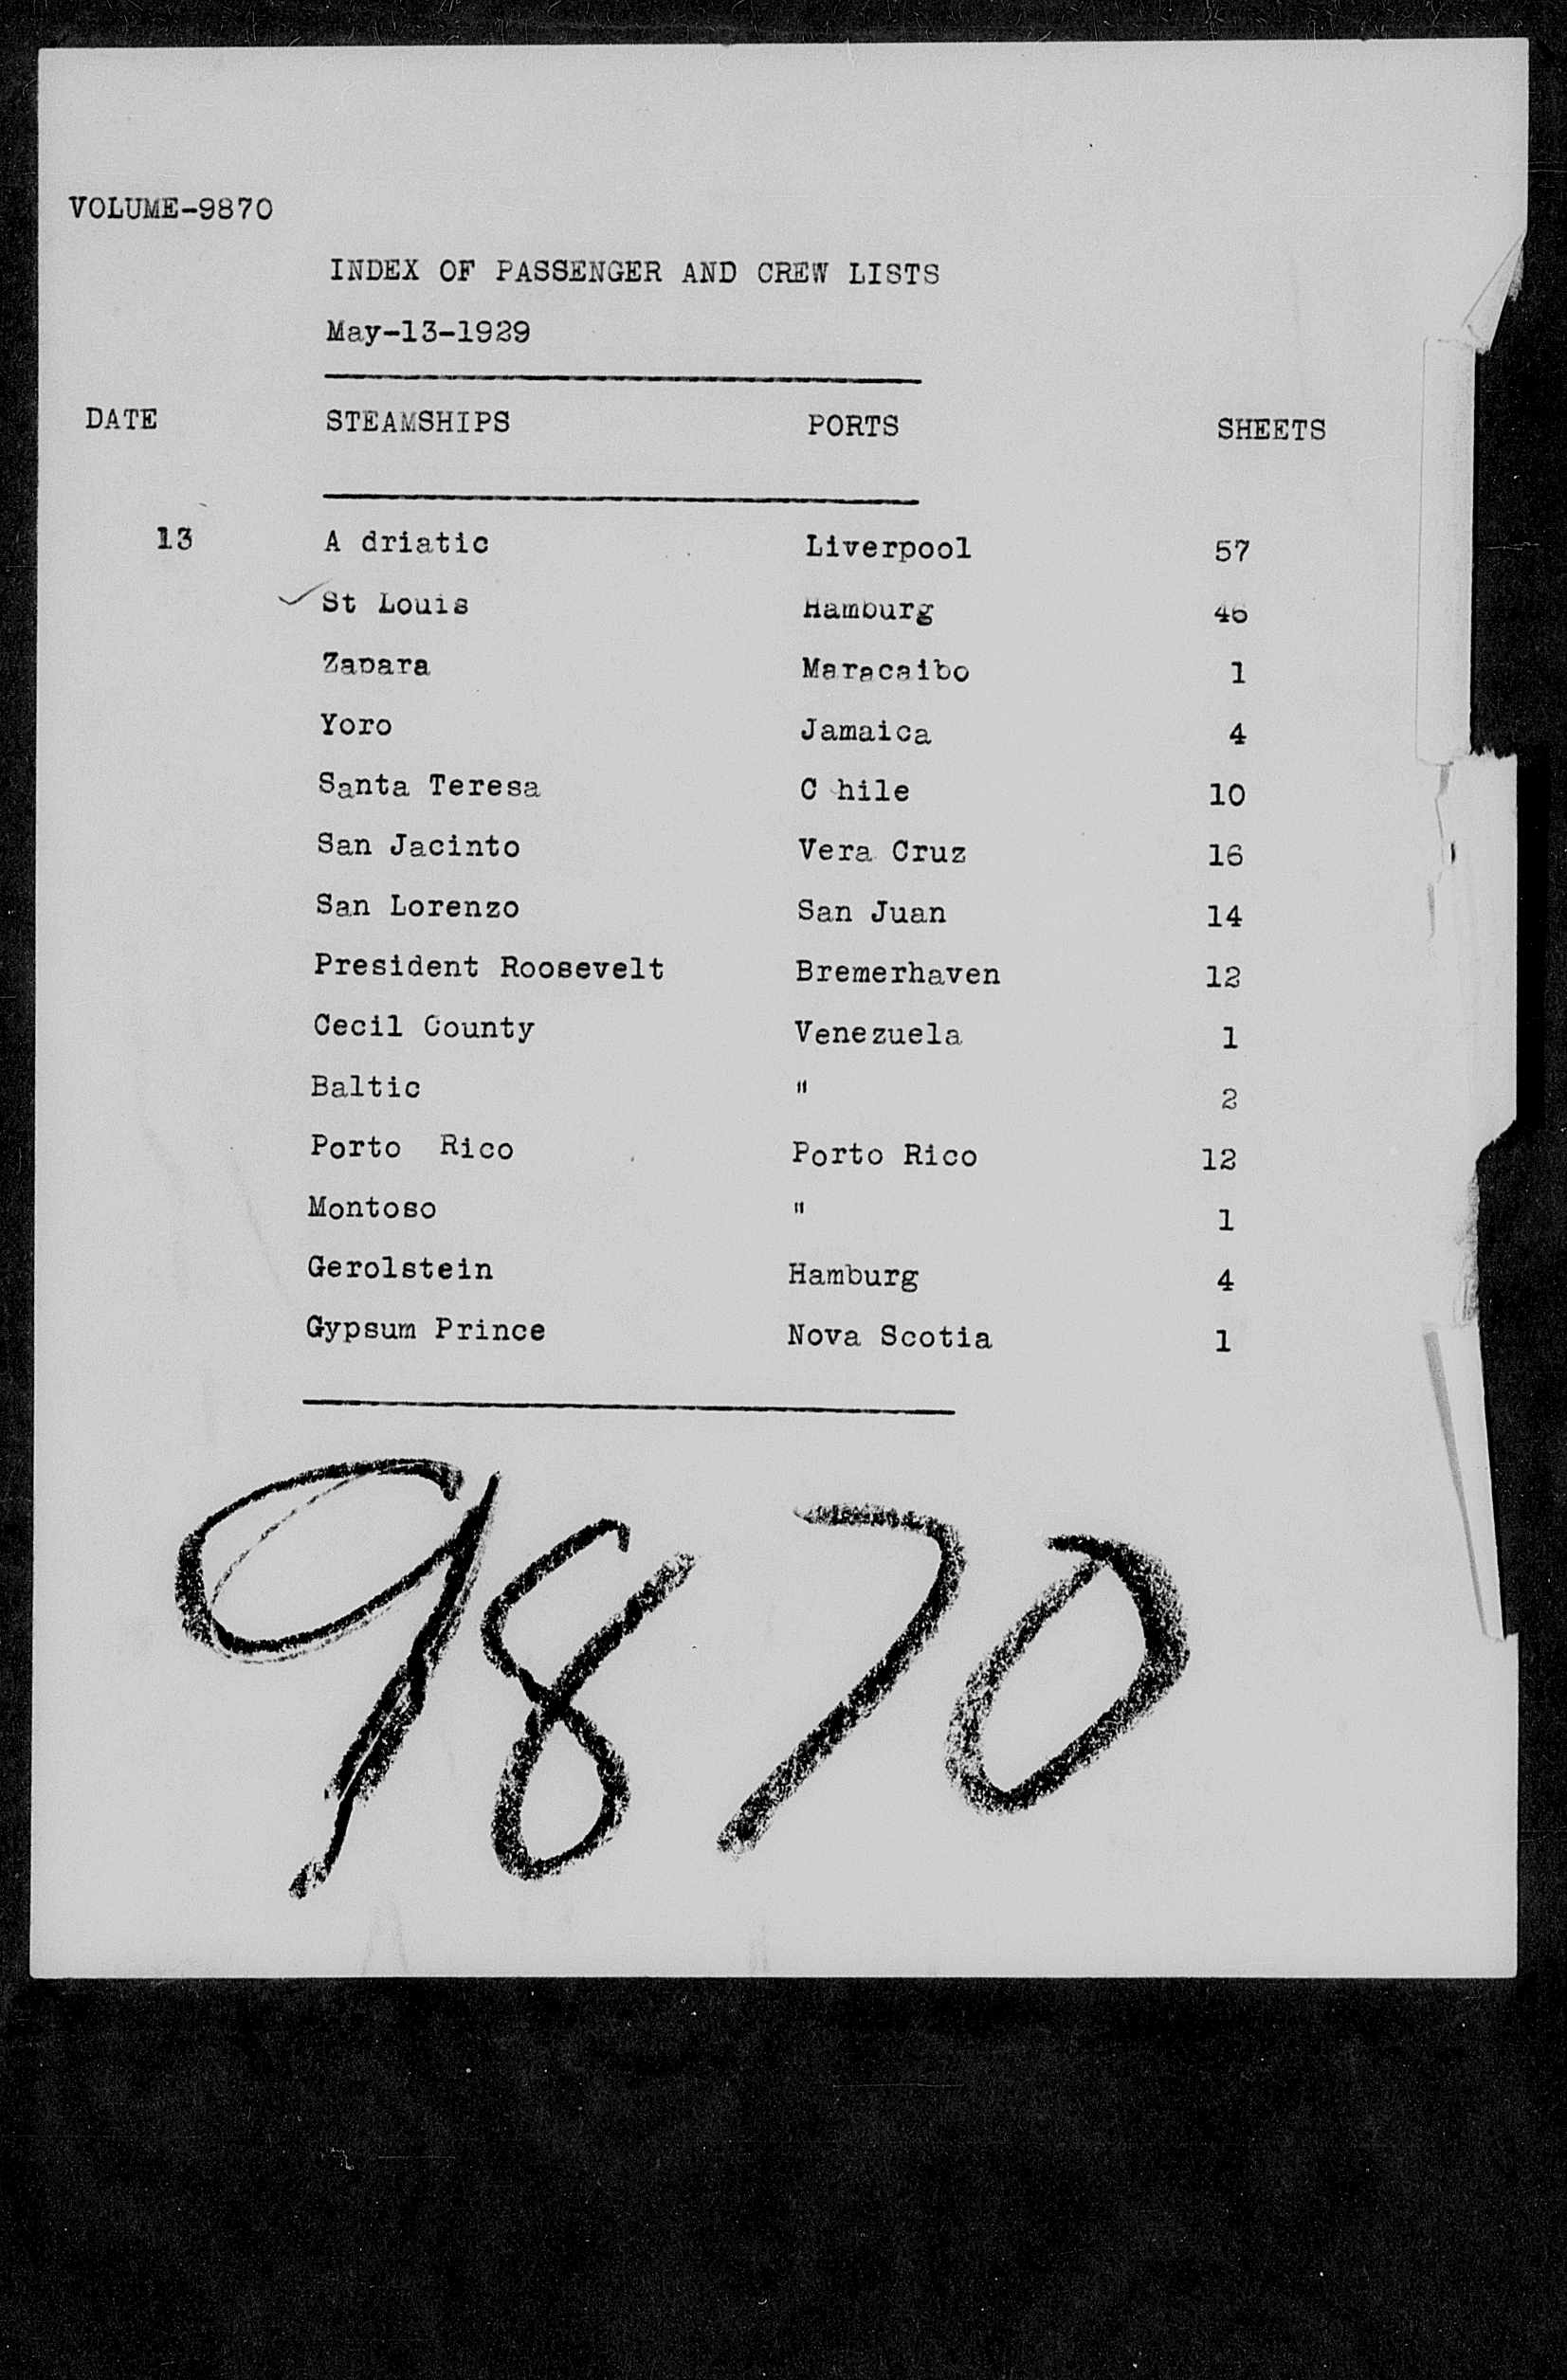 VOLUME-9870
INDEX OF PASSENGER AND CREW LISTS
May-13-1929
DATE STEAMSHIPS PORTS SHEETS
13 A driatic Liverpool 57
St Louis Hamburg 46
Zapara Maracaibo 1
Yoro Jamaica 4
Santa Teresa C hile 10
San Jacinto Vera Cruz 16
San Lorenzo San Juan 14
President Roosevelt Bremerhaven 12
Cecil County Venezuela 1
Baltic " 2
Porto Rico Porto Rico 12
Montoso " 1
Gerolstein Hamburg 4
Gypsum Prince Nova Scotia 1
9870